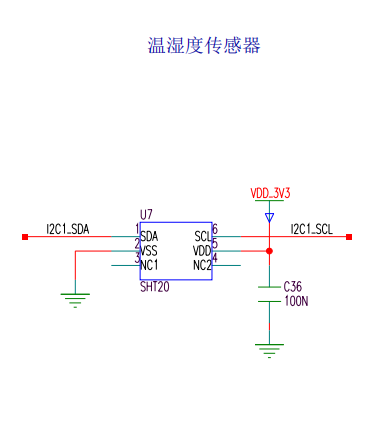 温湿度传感器
U7
VDD_3V3
I2C1_SDA
1
6
I2C1_SCL
SDA
SCL
2
5
VSS
VDD
3
4
NC1
NC2
SHT20
C36
100N